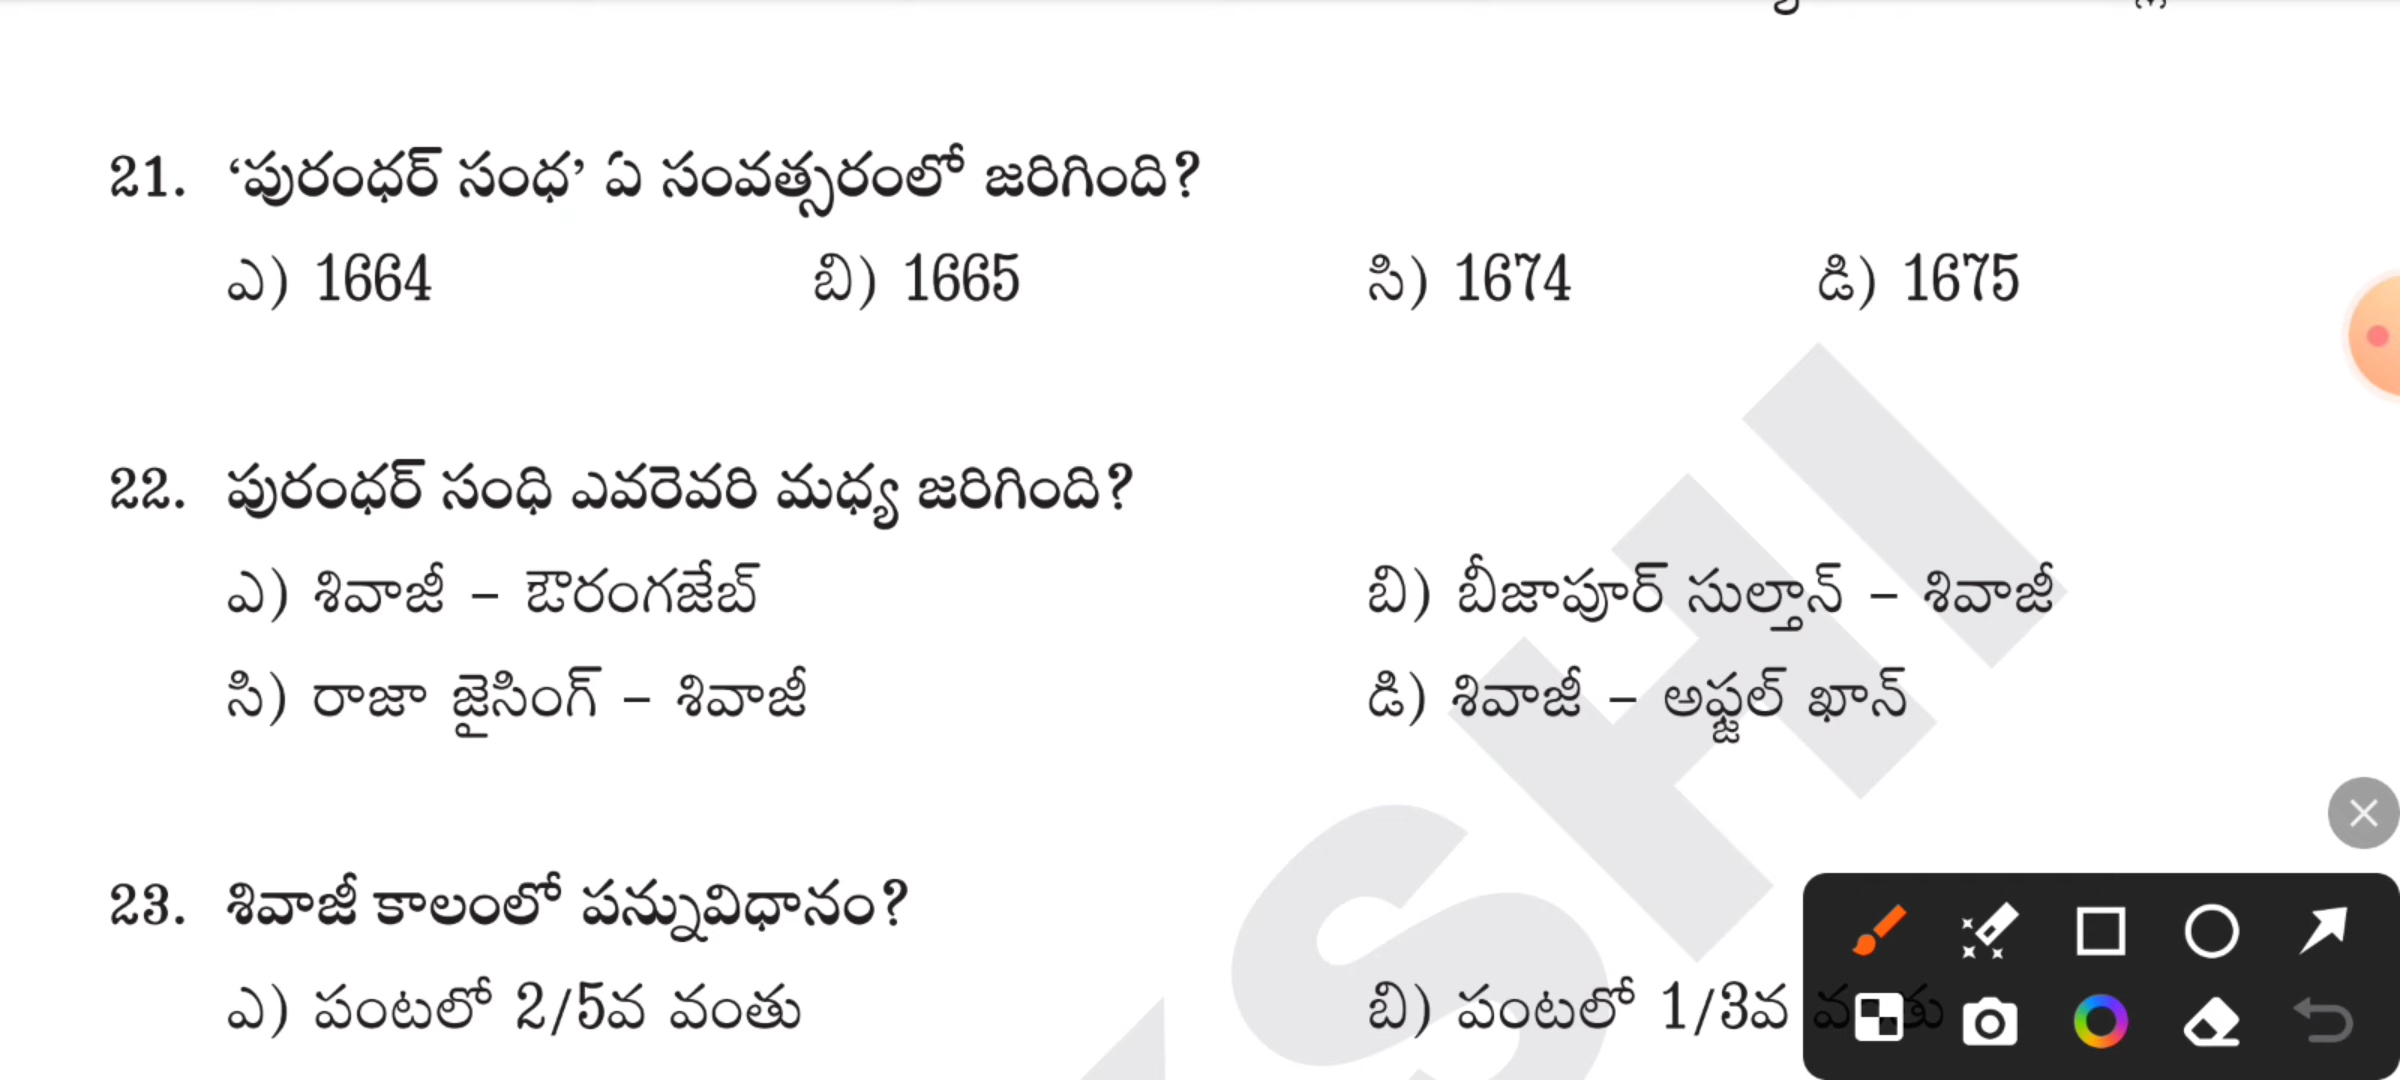 21. ‘పురంధర్ సంధ’ ఏ సంవత్సరంలో జరిగింది?
ఎ) 1664 బి) 1665 సి) 1674 డి) 1675
22. పురంధర్ సంధి ఎవరెవరి మధ్య జరిగింది?
ఎ) శివాజీ – ఔరంగజేబ్ బి) బీజాపూర్ సుల్తాన్ – శివాజీ
సి) రాజా జైసింగ్ – శివాజీ డి) శివాజీ – అఫ్జల్ ఖాన్
23. శివాజీ కాలంలో పన్నువిధానం?
ఎ) పంటలో 2/5వ వంతు బి) పంటలో 1/3వ
SHI